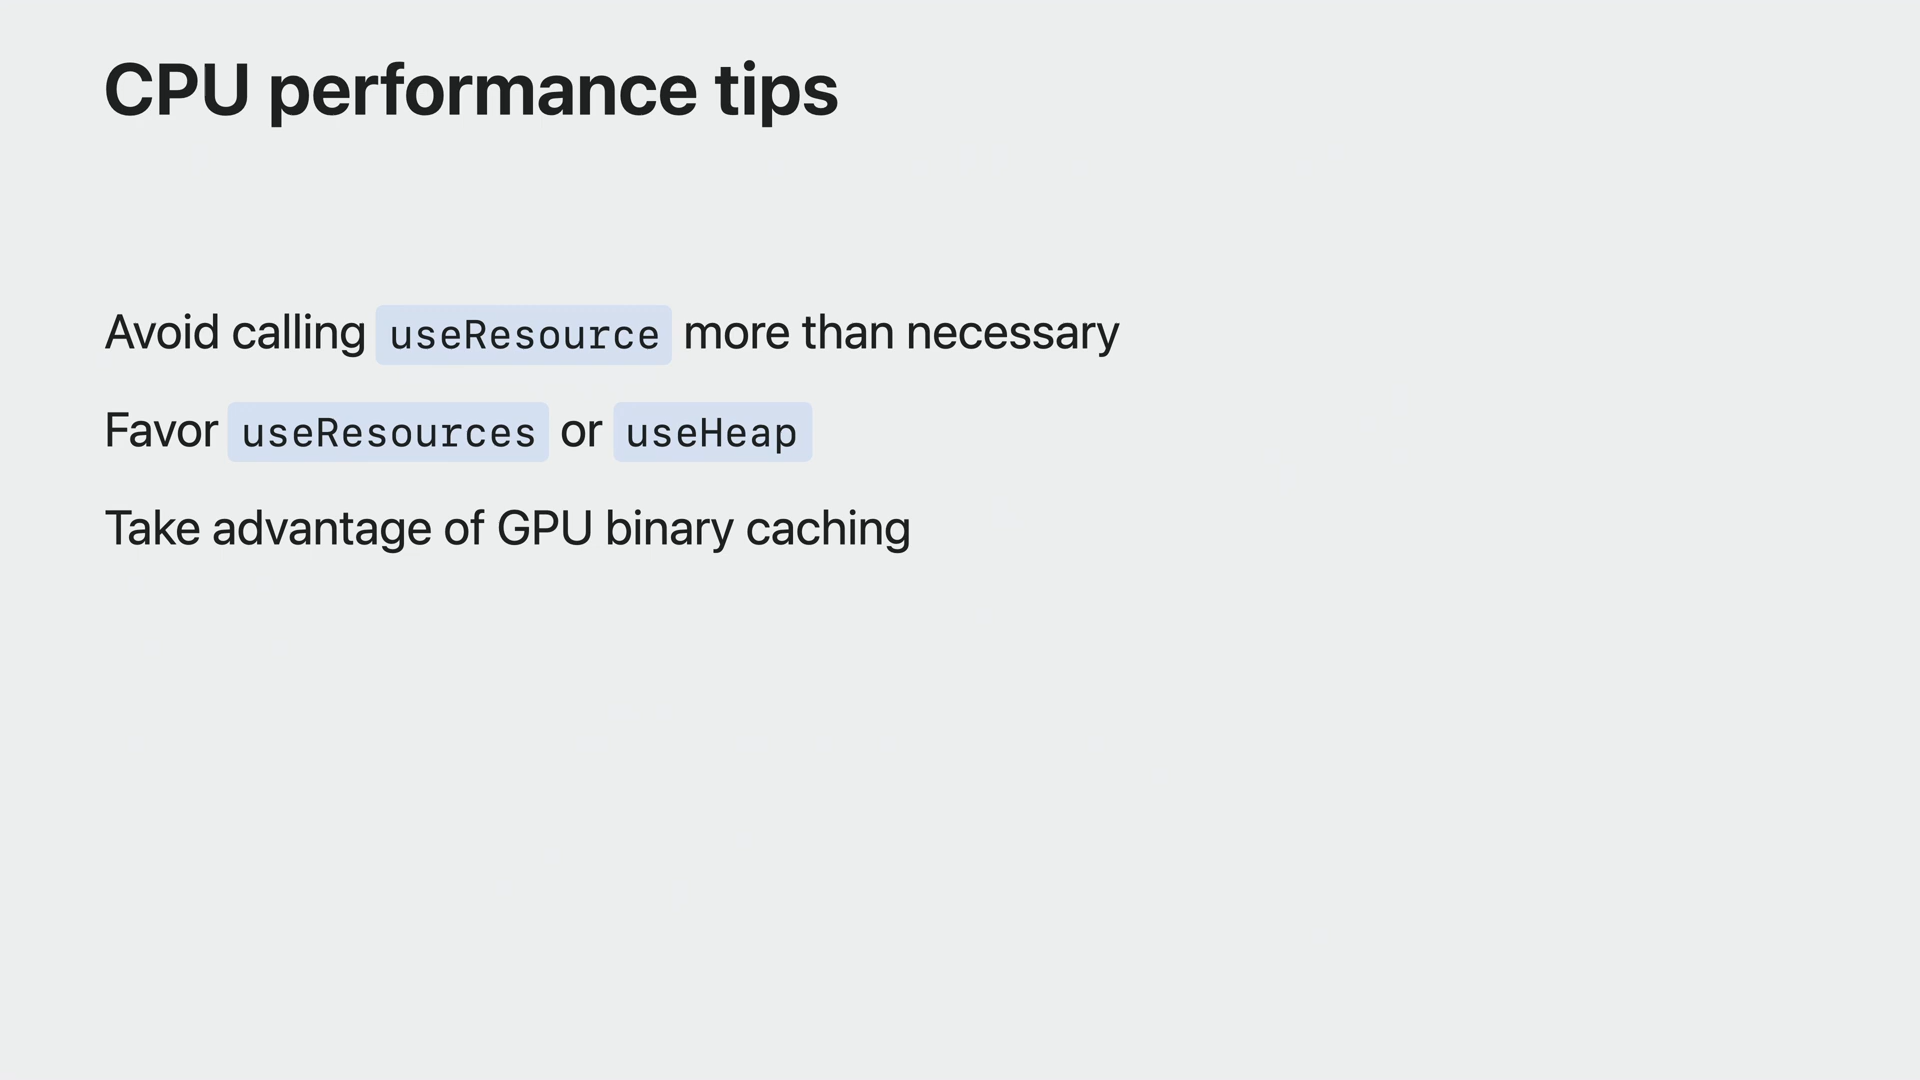 CPU performance tips
Avoid calling useResource more than necessary
Favor useResources or useHeap
Take advantage of GPU binary caching